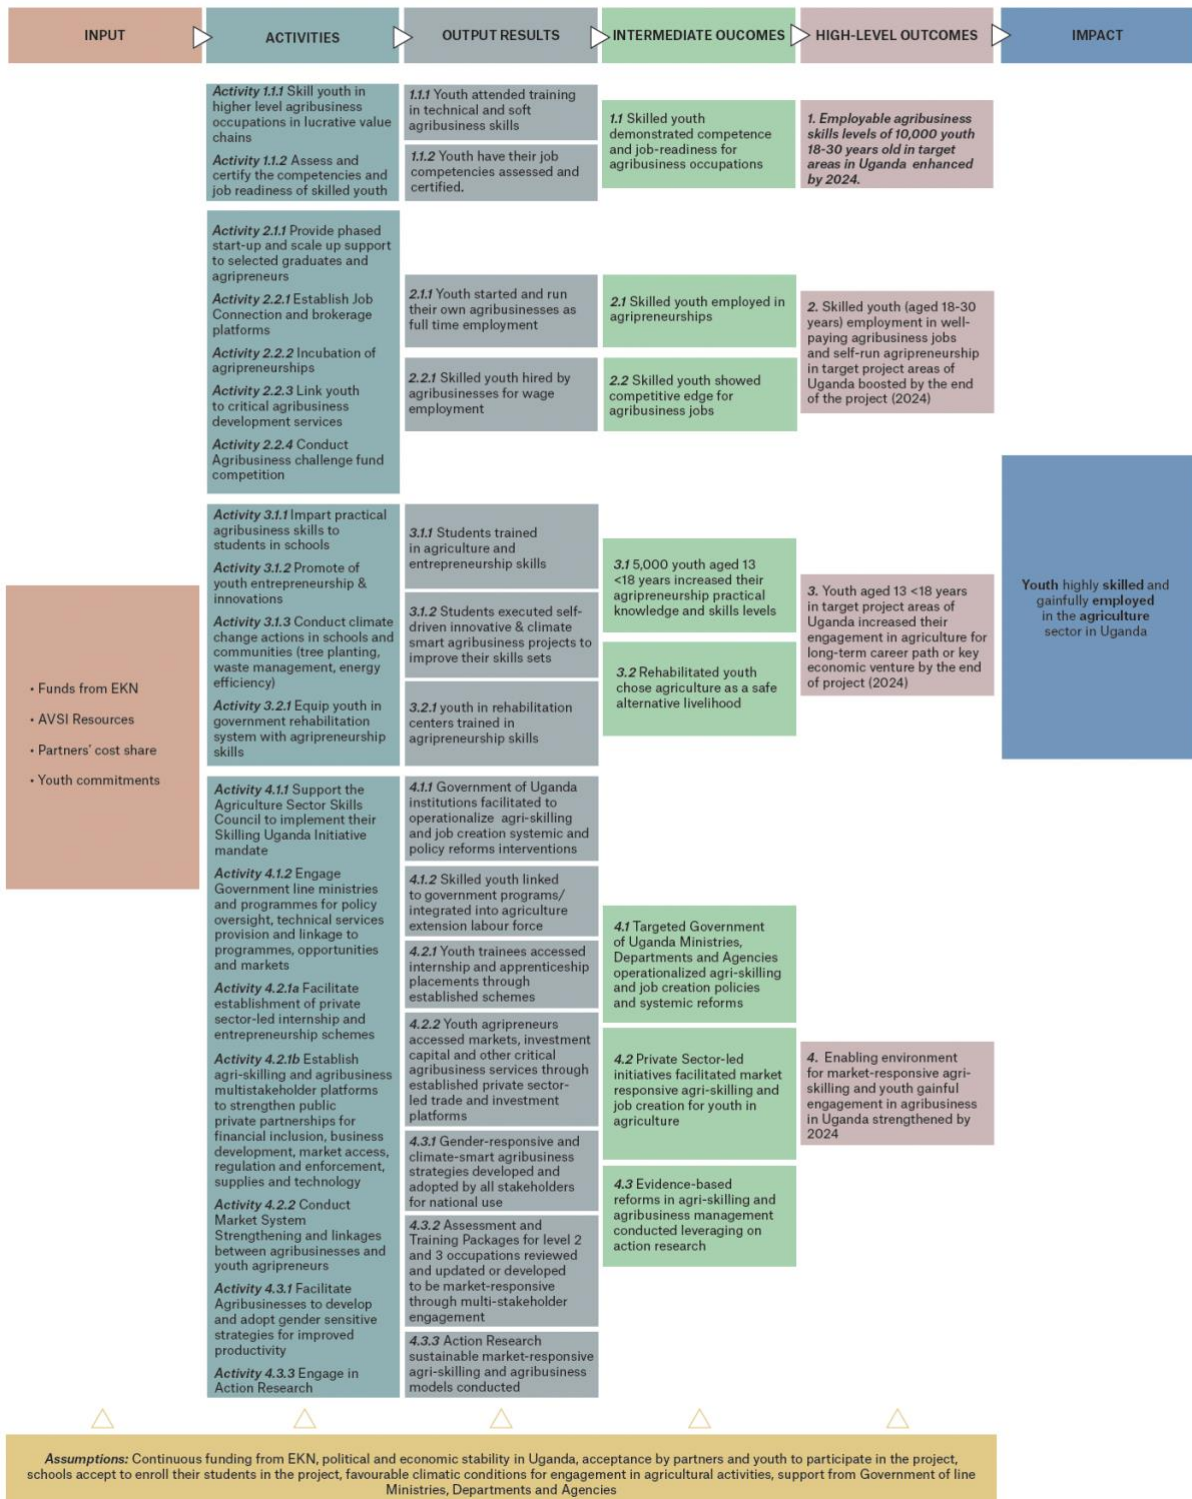 INPUT
ACTIVITIES
OUTPUT RESULTS
INTERMEDIATE OUCOMES
HIGH-LEVEL OUTCOMES
IMPACT
• Funds from EKN
• AVSI Resources
• Partners' cost share
• Youth commitments
Activity 1.1.1 Skill youth in
higher level agribusiness
occupations in lucrative value
chains
Activity 1.1.2 Assess and
certify the competencies and
job readiness of skilled youth
Activity 2.1.1 Provide phased
start-up and scale up support
to selected graduates and
agripreneurs
Activity 2.2.1 Establish Job
Connection and brokerage
platforms
Activity 2.2.2 Incubation of
agripreneurships
Activity 2.2.3 Link youth
to critical agribusiness
development services
Activity 2.2.4 Conduct
Agribusiness challenge fund
competition
Activity 3.1.1 Impart practical
agribusiness skills to
students in schools
Activity 3.1.2 Promote of
youth entrepreneurship &
innovations
Activity 3.1.3 Conduct climate
change actions in schools and
communities (tree planting,
waste management, energy
efficiency)
Activity 3.2.1 Equip youth in
government rehabilitation
system with agripreneurship
skills
Activity 4.1.1 Support the
Agriculture Sector Skills
Council to implement their
Skilling Uganda Initiative
mandate
Activity 4.1.2 Engage
Government line ministries
and programmes for policy
oversight, technical services
provision and linkage to
programmes, opportunities
and markets
Activity 4.2.1a Facilitate
establishment of private
sector-led internship and
entrepreneurship schemes
Activity 4.2.1b Establish
agri-skilling and agribusiness
multistakeholder platforms
to strengthen public
private partnerships for
financial inclusion, business
development, market access,
regulation and enforcement,
supplies and technology
Activity 4.2.2 Conduct
Market System
Strengthening and linkages
between agribusinesses and
youth agripreneurs
Activity 4.3.1 Facilitate
Agribusinesses to develop
and adopt gender sensitive
strategies for improved
productivity
Activity 4.3.3 Engage in
Action Research
1.1.1 Youth attended training
in technical and soft
agribusiness skills
1.1.2 Youth have their job
competencies assessed and
certified.
2.1.1 Youth started and run
their own agribusinesses as
full time employment
2.2.1 Skilled youth hired by
agribusinesses for wage
employment
3.1.1 Students trained
in agriculture and
entrepreneurship skills
3.1.2 Students executed self-
driven innovative & climate
smart agribusiness projects to
improve their skills sets
3.2.1 youth in rehabilitation
centers trained in
agripreneurship skills
4.1.1 Government of Uganda
institutions facilitated to
operationalize agri-skilling
and job creation systemic and
policy reforms interventions
4.1.2 Skilled youth linked
to government programs/
integrated into agriculture
extension labour force
4.2.1 Youth trainees accessed
internship and apprenticeship
placements through
established schemes
4.2.2 Youth agripreneurs
accessed markets, investment
capital and other critical
agribusiness services through
established private sector-
led trade and investment
platforms
4.3.1 Gender-responsive and
climate-smart agribusiness
strategies developed and
adopted by all stakeholders
for national use
4.3.2 Assessment and
Training Packages for level 2
and 3 occupations reviewed
and updated or developed
to be market-responsive
through multi-stakeholder
engagement
4.3.3 Action Research
sustainable market-responsive
agri-skilling and agribusiness
models conducted
1.1 Skilled youth
demonstrated competence
and job-readiness for
agribusiness occupations
2.1 Skilled youth employed in
agripreneurships
2.2 Skilled youth showed
competitive edge for
agribusiness jobs
3.1 5,000 youth aged 13
<18 years increased their
agripreneurship practical
knowledge and skills levels
3.2 Rehabilitated youth
chose agriculture as a safe
alternative livelihood
4.1 Targeted Government
of Uganda Ministries,
Departments and Agencies
operationalized agri-skilling
and job creation policies
and systemic reforms
4.2 Private Sector-led
initiatives facilitated market
responsive agri-skilling and
job creation for youth in
agriculture
4.3 Evidence-based
reforms in agri-skilling and
agribusiness management
conducted leveraging on
action research
1. Employable agribusiness
skills levels of 10,000 youth
18-30 years old in target
areas in Uganda enhanced
by 2024.
2. Skilled youth (aged 18-30
years) employment in well-
paying agribusiness jobs
and self-run agripreneurship
in target project areas of
Uganda boosted by the end
of the project (2024)
3. Youth aged 13 <18 years
in target project areas of
Uganda increased their
engagement in agriculture for
long-term career path or key
economic venture by the end
of project (2024)
4. Enabling environment
for market-responsive agri-
skilling and youth gainful
engagement in agribusiness
in Uganda strengthened by
2024
Youth highly skilled and
gainfully employed
in the agriculture
sector in Uganda
Assumptions: Continuous funding from EKN, political and economic stability in Uganda, acceptance by partners and youth to participate in the project,
schools accept to enroll their students in the project, favourable climatic conditions for engagement in agricultural activities, support from Government of line
Ministries, Departments and Agencies